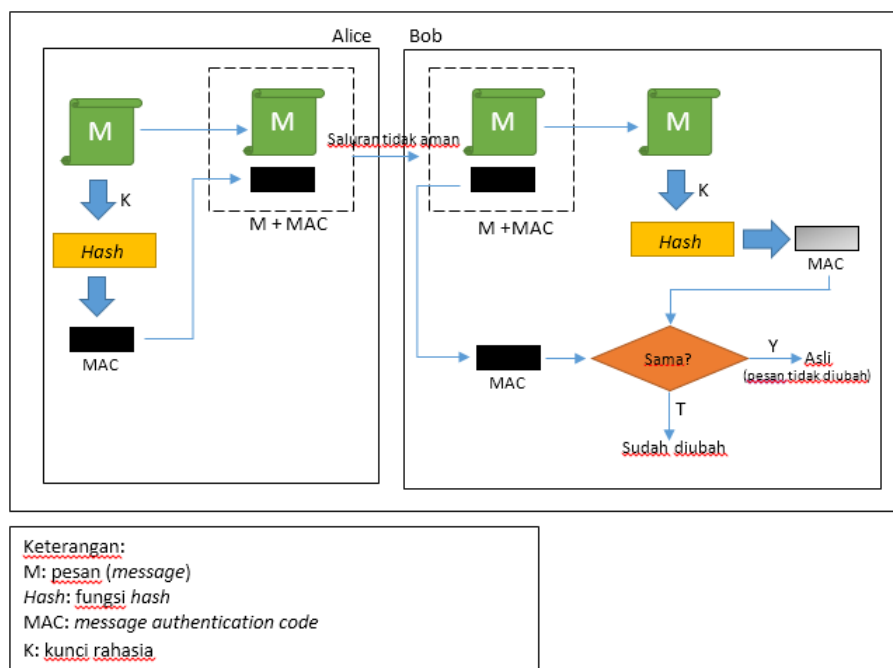 Alice
Bob
M
K
Hash
MAC
M
M + MAC
Saluran tidak aman
M
M +MAC
M
K
Hash
MAC
MAC
Sama?
Y
Asli
(pesan tidak diubah)
T
Sudah diubah
Keterangan:
M: pesan (message)
Hash: fungsi hash
MAC: message authentication code
K: kunci rahasia